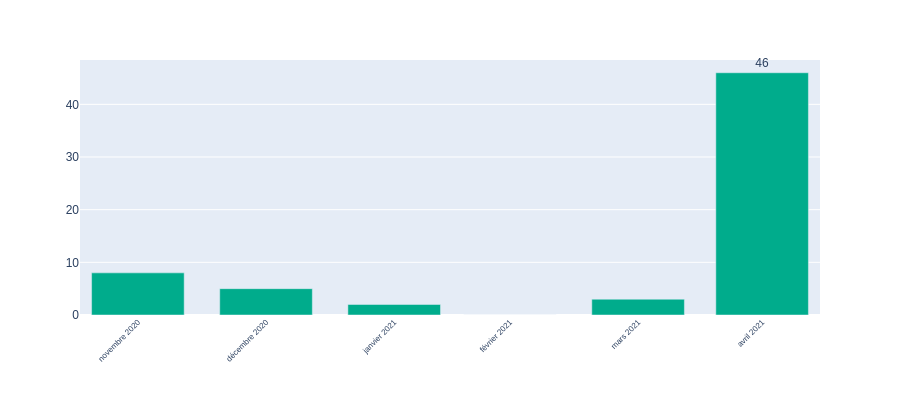 46
40
30
20
10
0
novembre 2020
décembre 2020
janvier 2021
février 2021
mars 2021
avril 2021